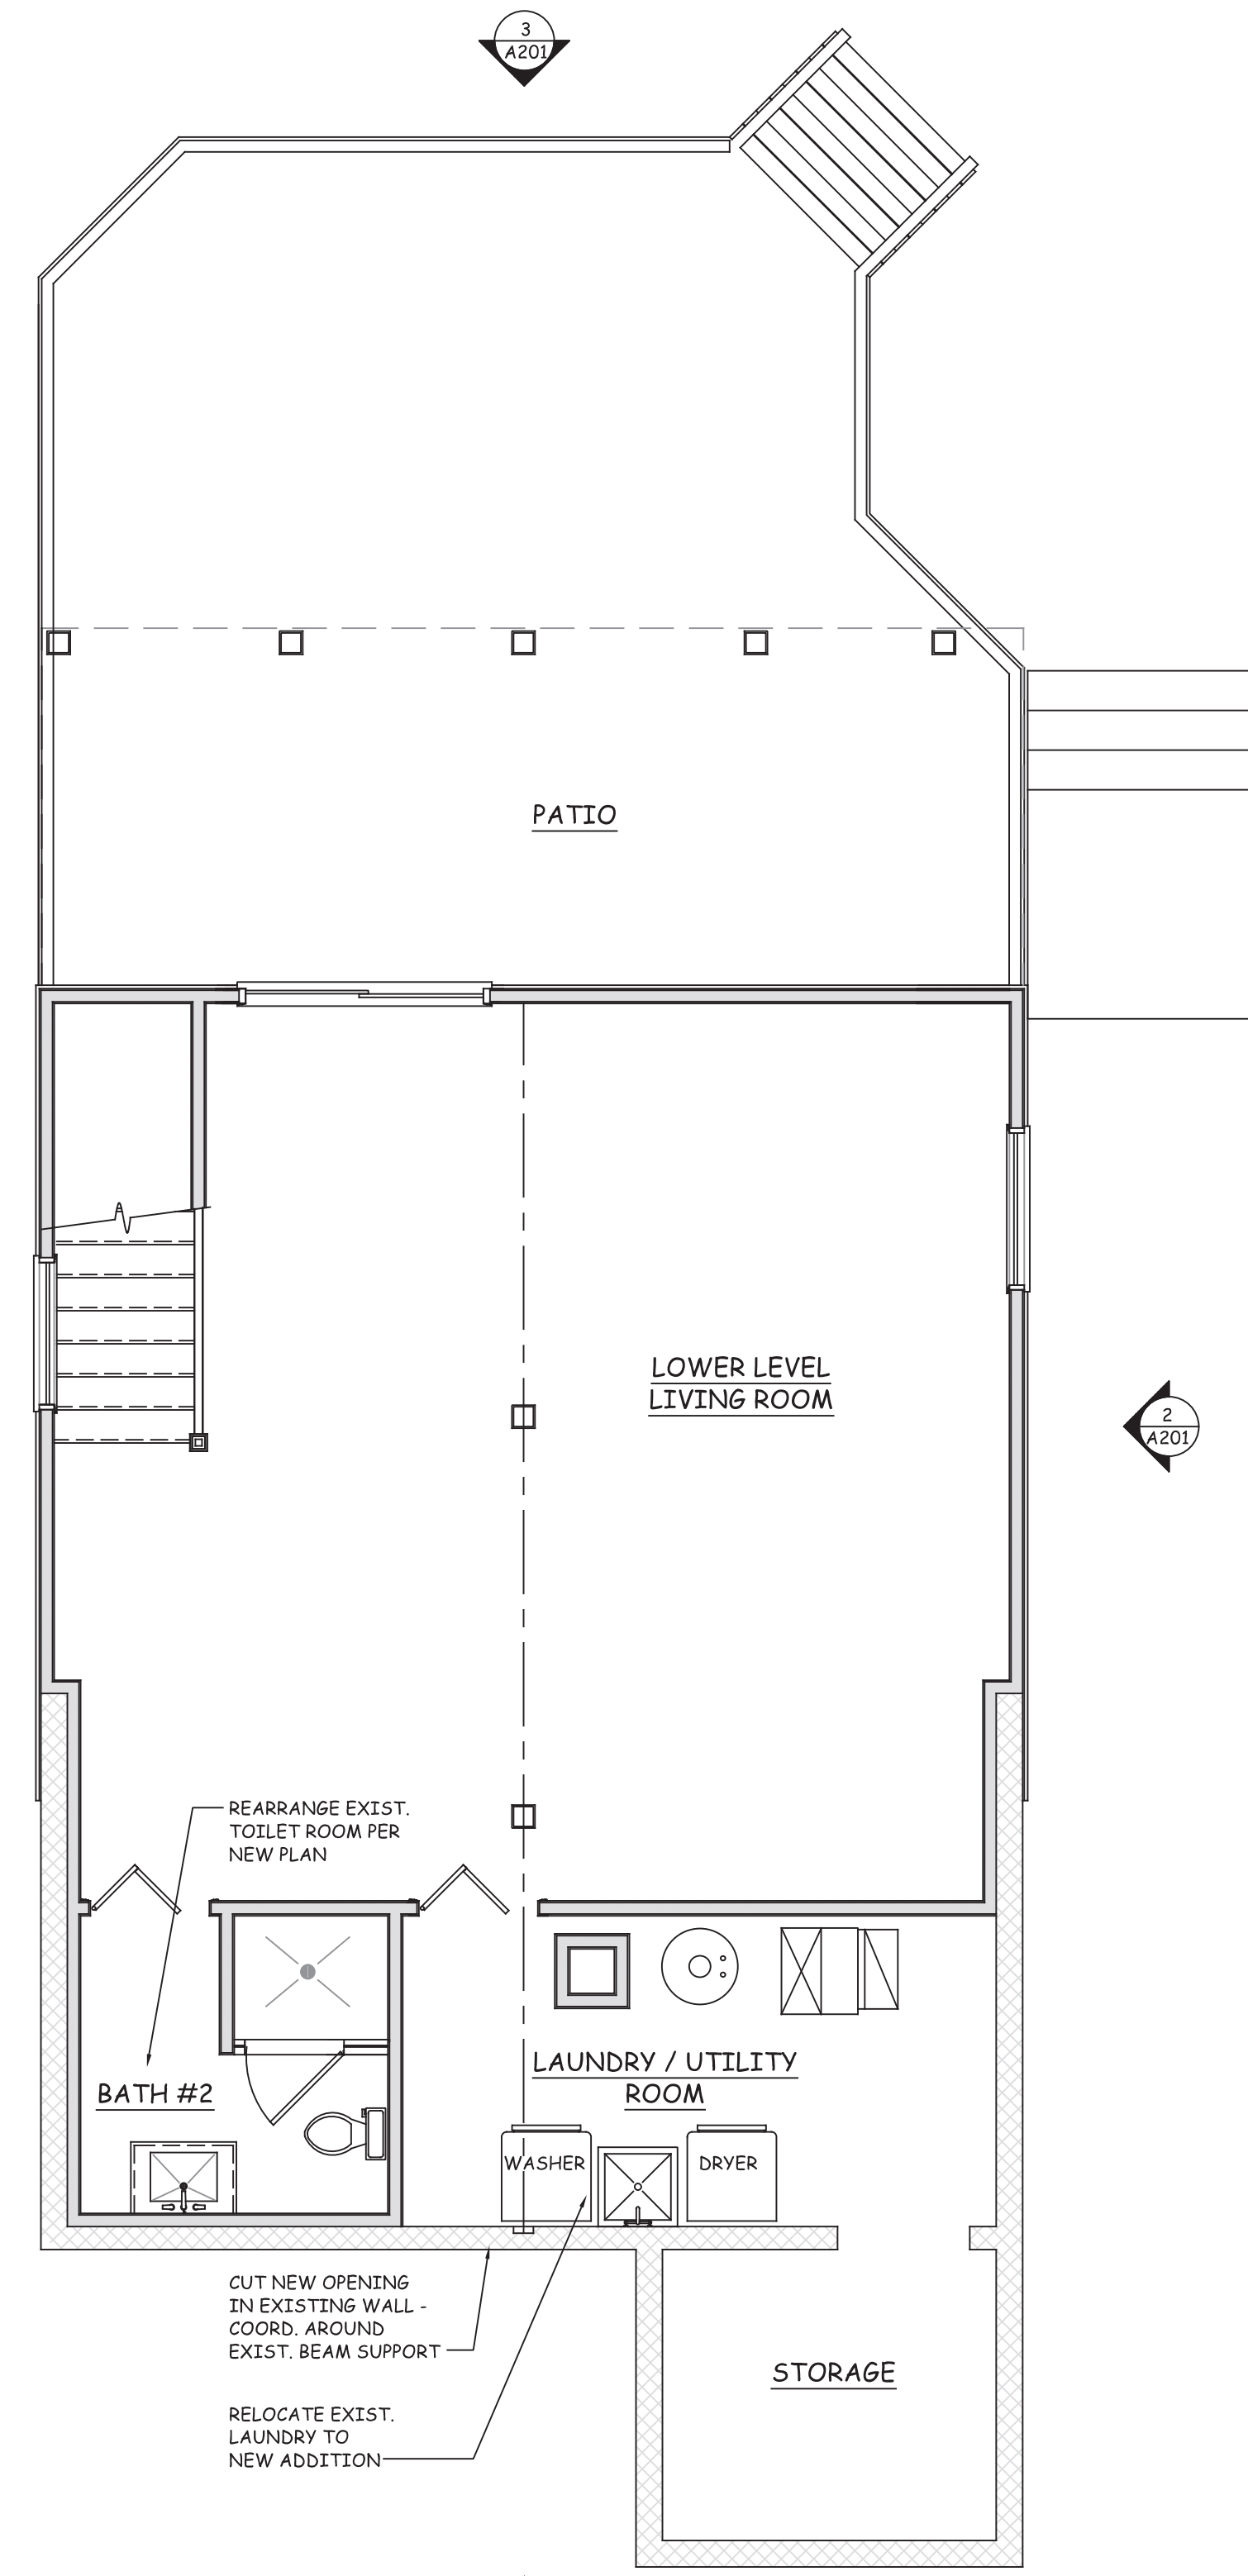 3
A201
PATIO
LOWER LEVEL
LIVING ROOM
2
A201
REARRANGE EXIST.
TOILET ROOM PER
NEW PLAN
LAUNDRY / UTILITY
ROOM
BATH #2
WASHER
DRYER
CUT NEW OPENING
IN EXISTING WALL -
COORD. AROUND
EXIST. BEAM SUPPORT
STORAGE
RELOCATE EXIST.
LAUNDRY TO
NEW ADDITION